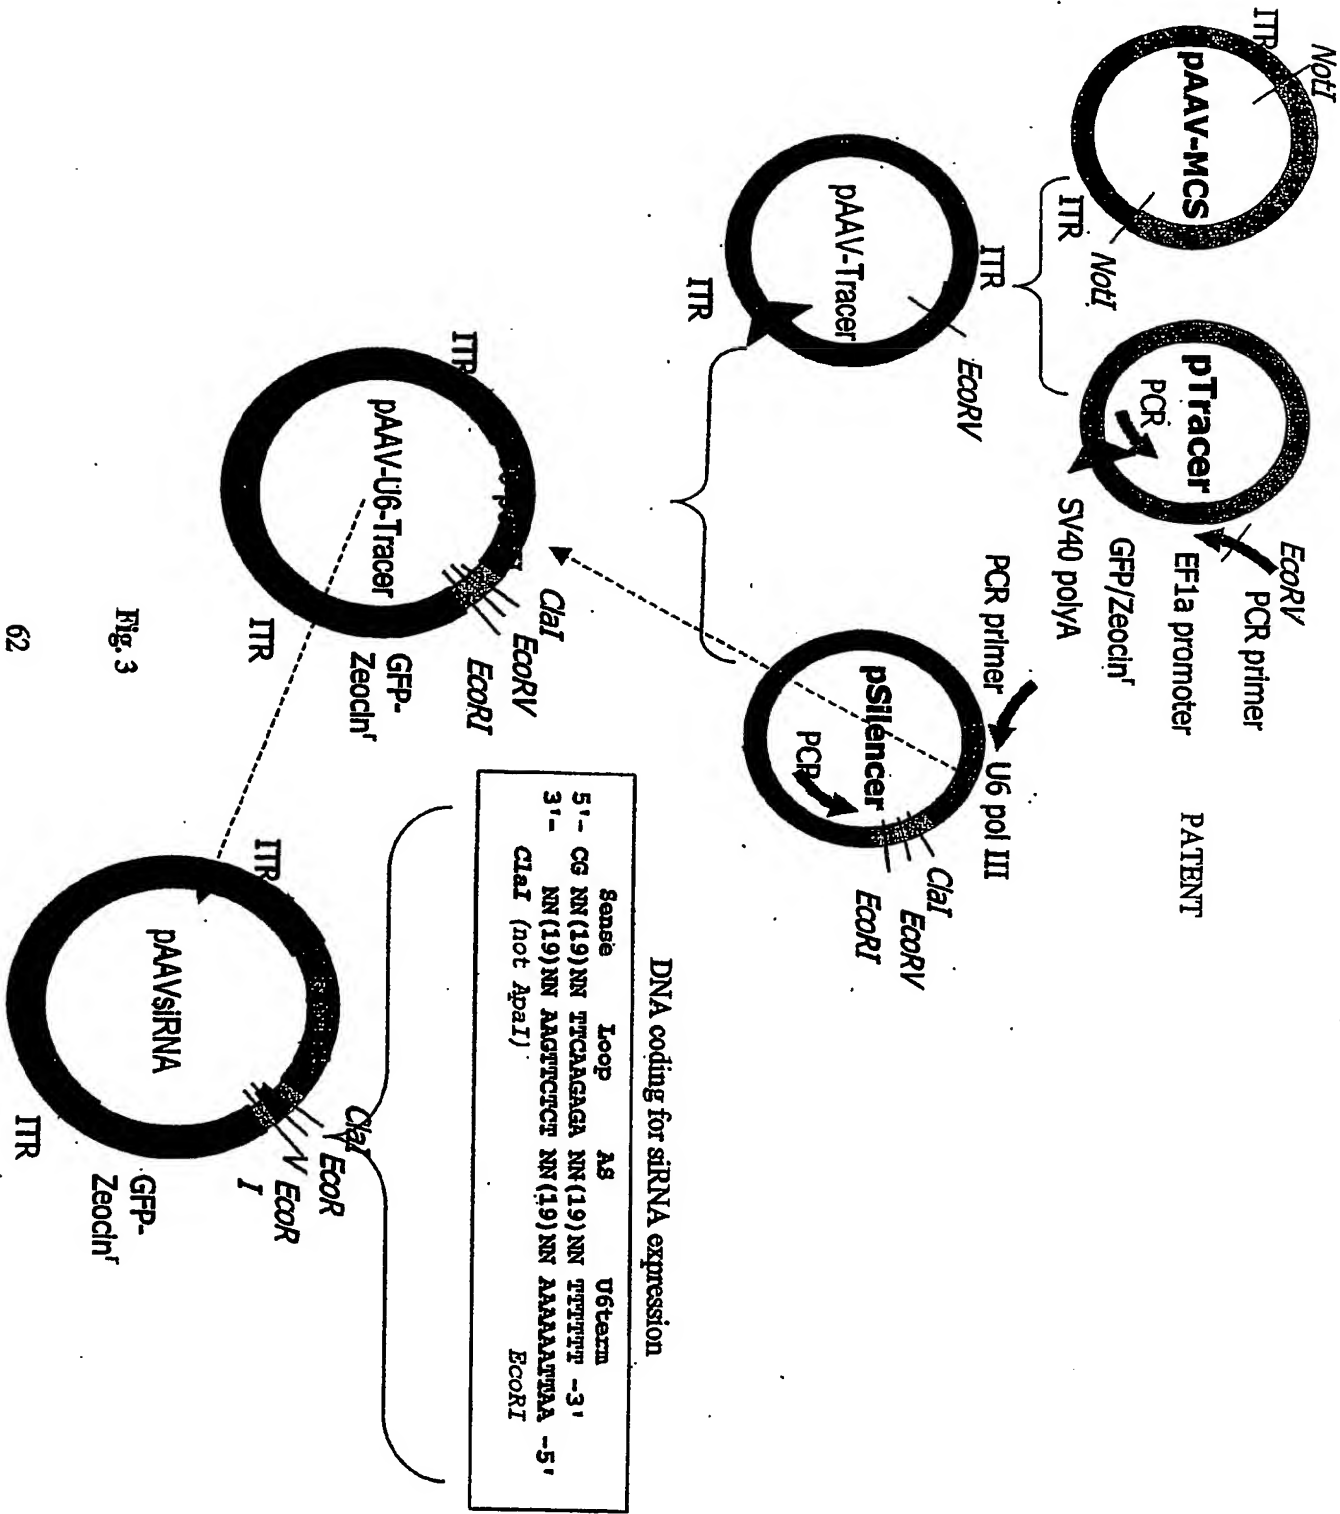 PATENT
NotI
ITR
pAAV-MCS
ITR
NotI
pTracer
PCR
EcoRV
PCR primer
EF1a promoter
GFP/Zeocinr
SV40 polyA
ITR
pAAV-Tracer
EcoRV
ITR
PCR primer
U6 pol III
pSilencer
PCR
ClaI
EcoRV
EcoRI
ITR
pAAV-U6-Tracer
ClaI
EcoRV
EcoRI
GFP-
Zeocinr
ITR
DNA coding for siRNA expression
Sense Loop AS U6term
5'- CG NN(19)NN TTCAAGAGA NN(19)NN TTTTTT -3'
3'- NN(19)NN AAGTTCTCT NN(19)NN AAAAAATTAA -5'
ClaI (not ApaI) EcoRI
ITR
pAAVsiRNA
ClaI
EcoR
V EcoR
I
GFP-
Zeocinr
ITR
Fig. 3
62